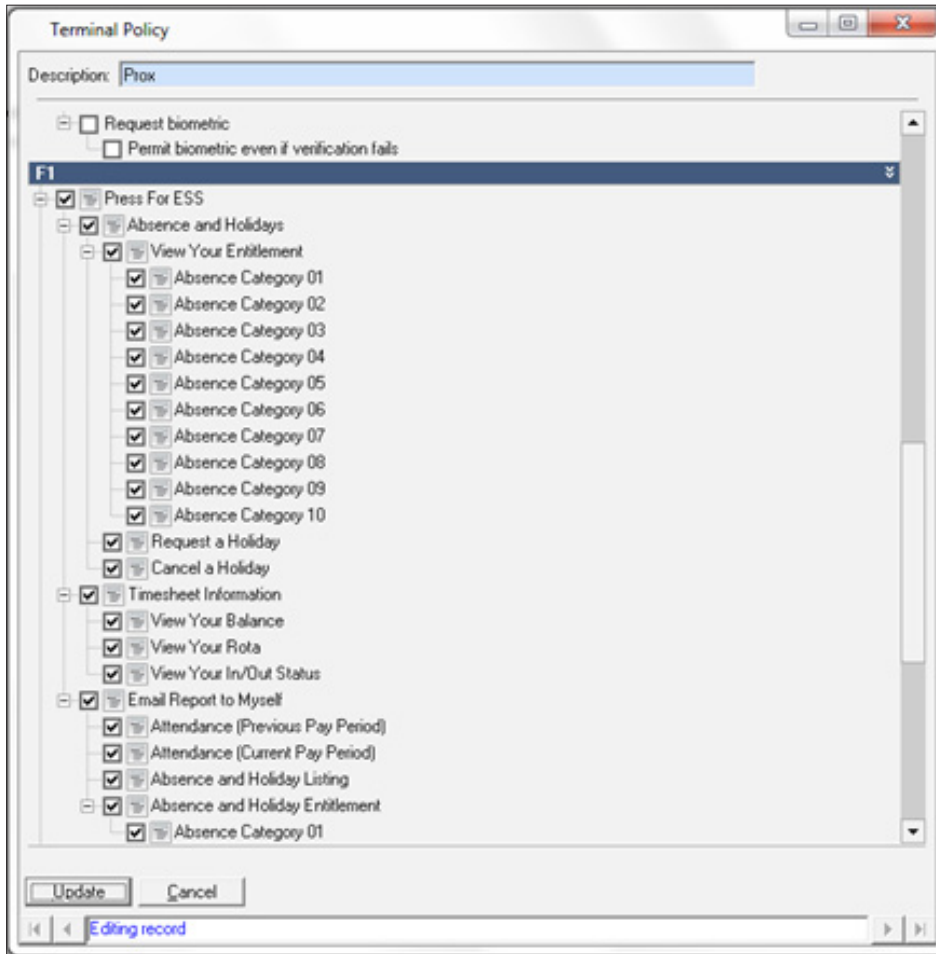 Terminal Policy
Description: Prox
Request biometric
Permit biometric even if verification fails
F1
Press For ESS
Absence and Holidays
View Your Entitlement
Absence Category 01
Absence Category 02
Absence Category 03
Absence Category 04
Absence Category 05
Absence Category 06
Absence Category 07
Absence Category 08
Absence Category 09
Absence Category 10
Request a Holiday
Cancel a Holiday
Timesheet Information
View Your Balance
View Your Rota
View Your In/Out Status
Email Report to Myself
Attendance (Previous Pay Period)
Attendance (Current Pay Period)
Absence and Holiday Listing
Absence and Holiday Entitlement
Absence Category 01
Update Cancel
Editing record